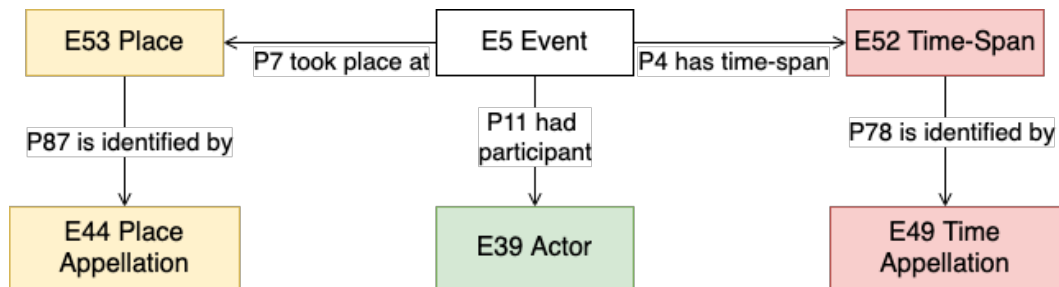 E53 Place
P7 took place at
E5 Event
P4 has time-span
E52 Time-Span
P87 is identified by
P11 had
participant
P78 is identified by
E44 Place
Appellation
E39 Actor
E49 Time
Appellation